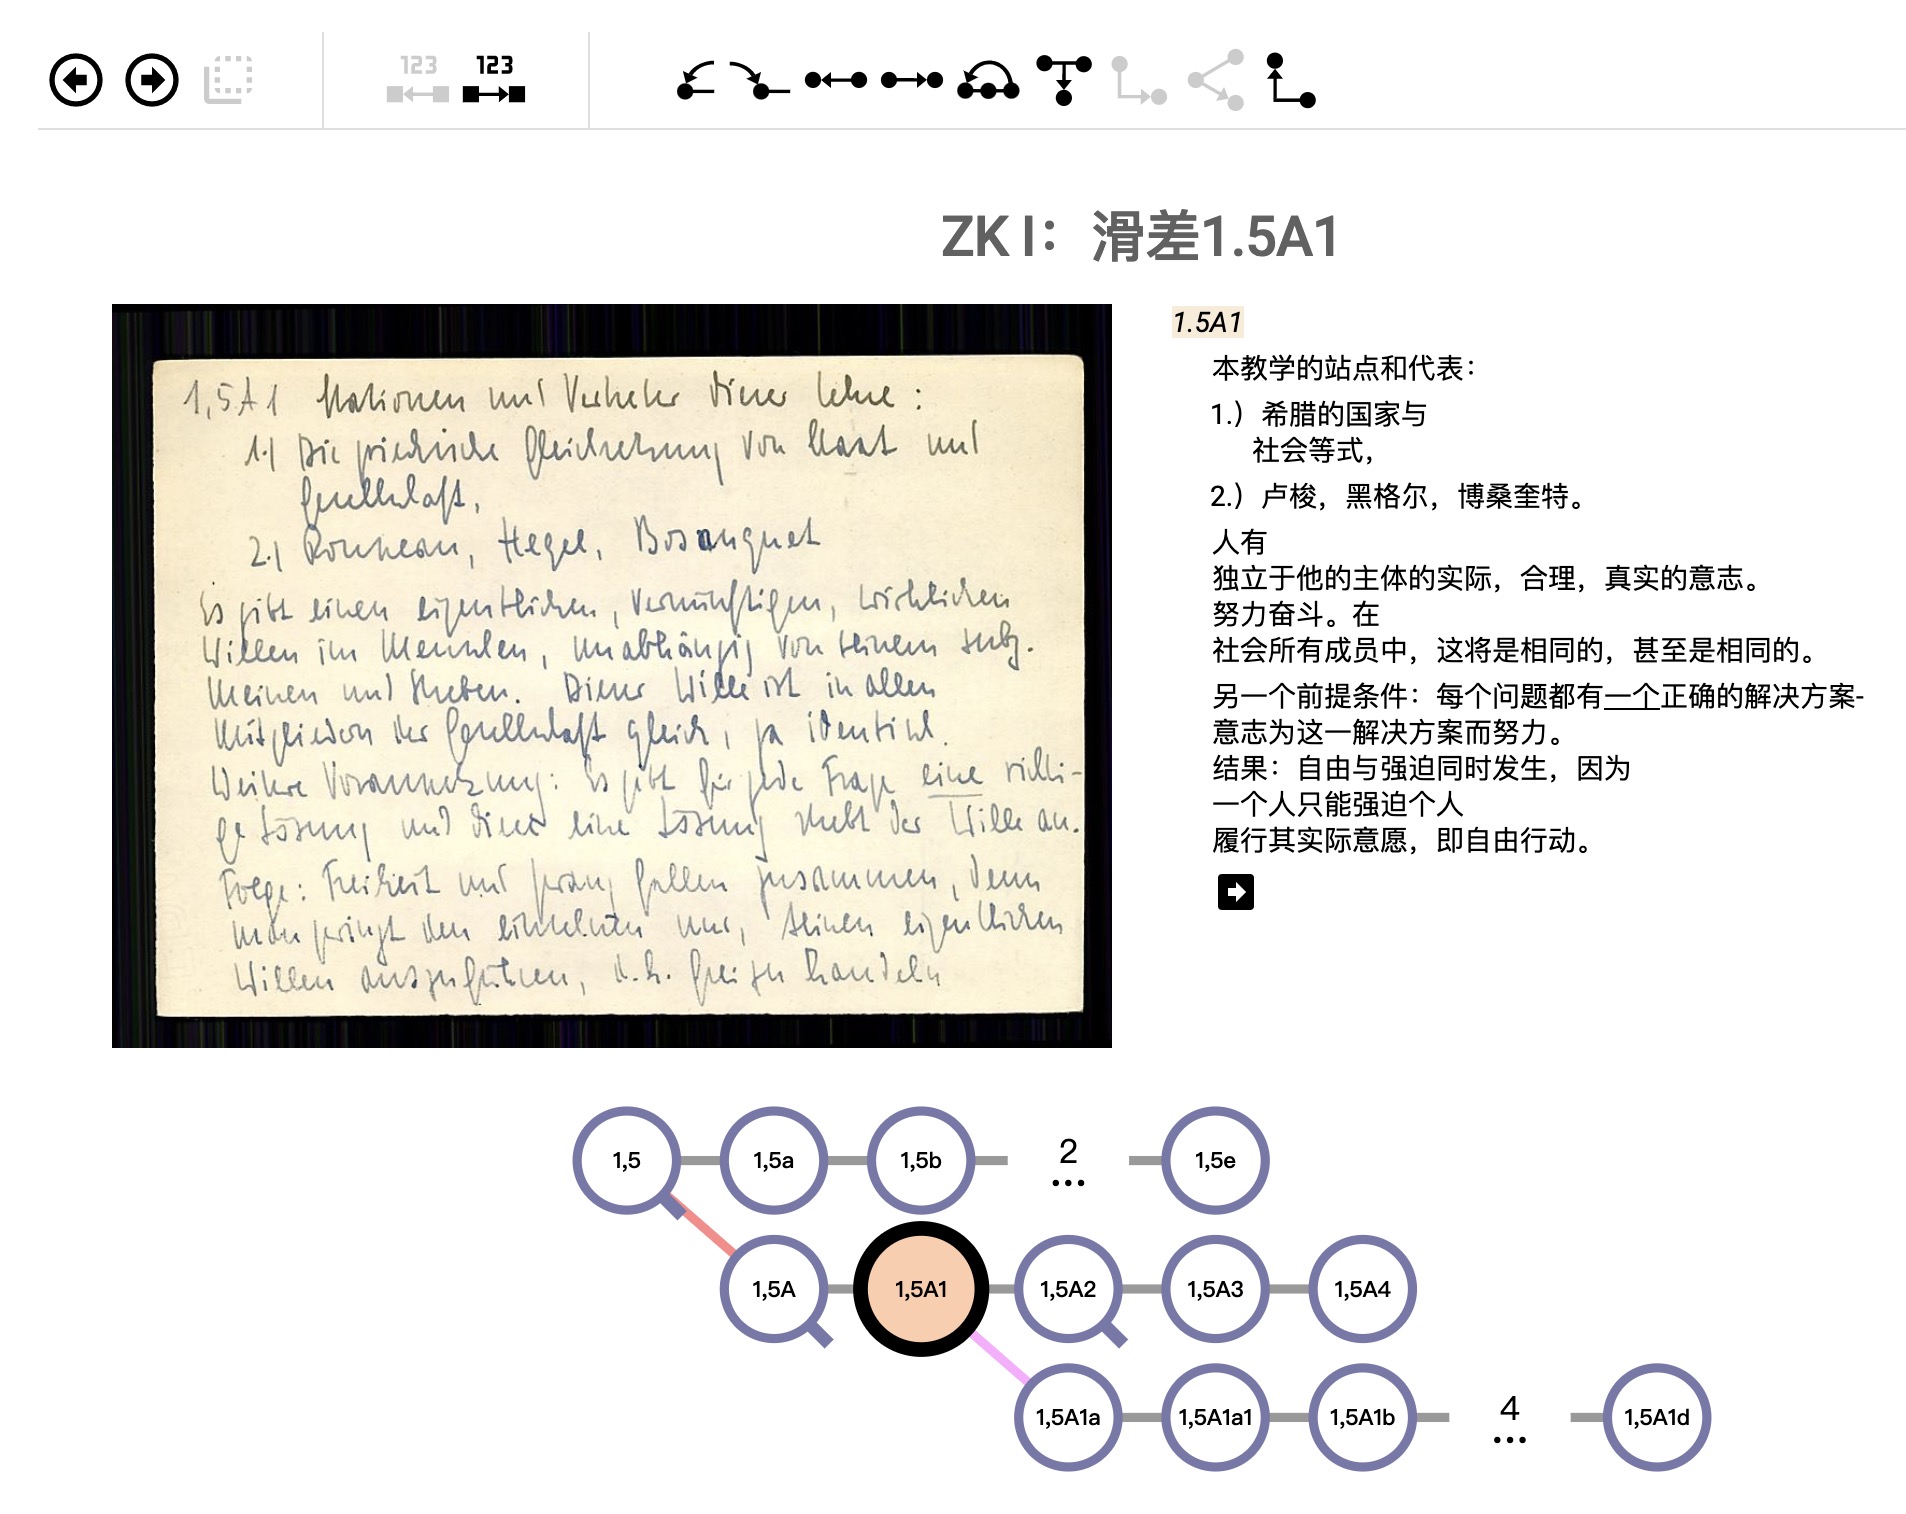 123
123
ZK I：滑差1.5A1
1,5A1 Stationen und Vertreter dieser Lehre :
1.) Die griechische Gleichsetzung von Staat und
Gesellschaft,
2.) Rousseau, Hegel, Bosanquet
Es gibt einen eigentlichen, vernünftigen, wirklichen
Willen im Menschen, unabhängig von seinem subj.
Meinen und Streben. Dieser Wille ist in allen
Mitgliedern der Gesellschaft gleich, ja identisch.
Weitere Voraussetzung: Es gibt für jede Frage eine richti-
ge Lösung und diese eine Lösung strebt der Wille an.
Folge: Freiheit und Zwang fallen zusammen, denn
man zwingt den einzelnen nur, seinen eigentlichen
Willen auszuführen, d.h. frei zu handeln
1.5A1
本教学的站点和代表：
1.）希腊的国家与
社会等式，
2.）卢梭，黑格尔，博桑奎特。
人有
独立于他的主体的实际，合理，真实的意志。
努力奋斗。在
社会所有成员中，这将是相同的，甚至是相同的。
另一个前提条件：每个问题都有一个正确的解决方案-
意志为这一解决方案而努力。
结果：自由与强迫同时发生，因为
一个人只能强迫个人
履行其实际意愿，即自由行动。
1,5 1,5a 1,5b 2 ... 1,5e
1,5A 1,5A1 1,5A2 1,5A3 1,5A4
1,5A1a 1,5A1a1 1,5A1b 4 ... 1,5A1d